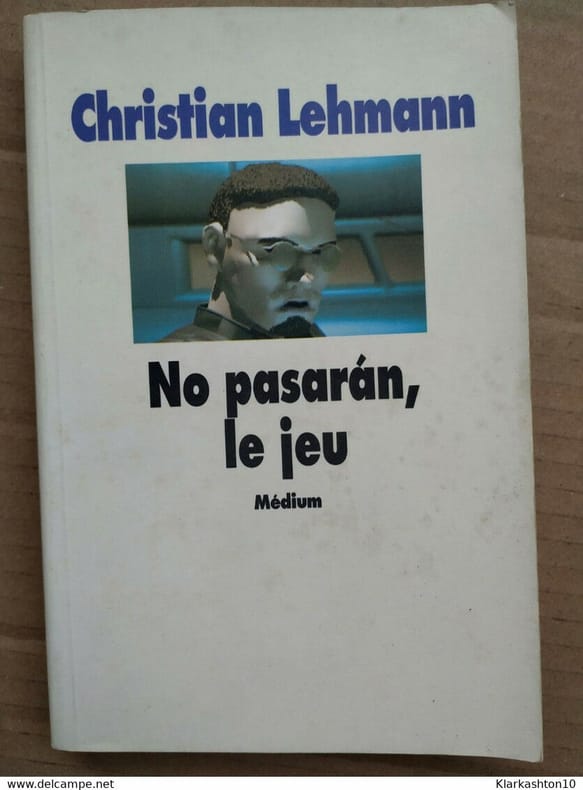 Christian Lehmann
No pasarán,
le jeu
Médium
www.delcampe.net
Klarkashton10